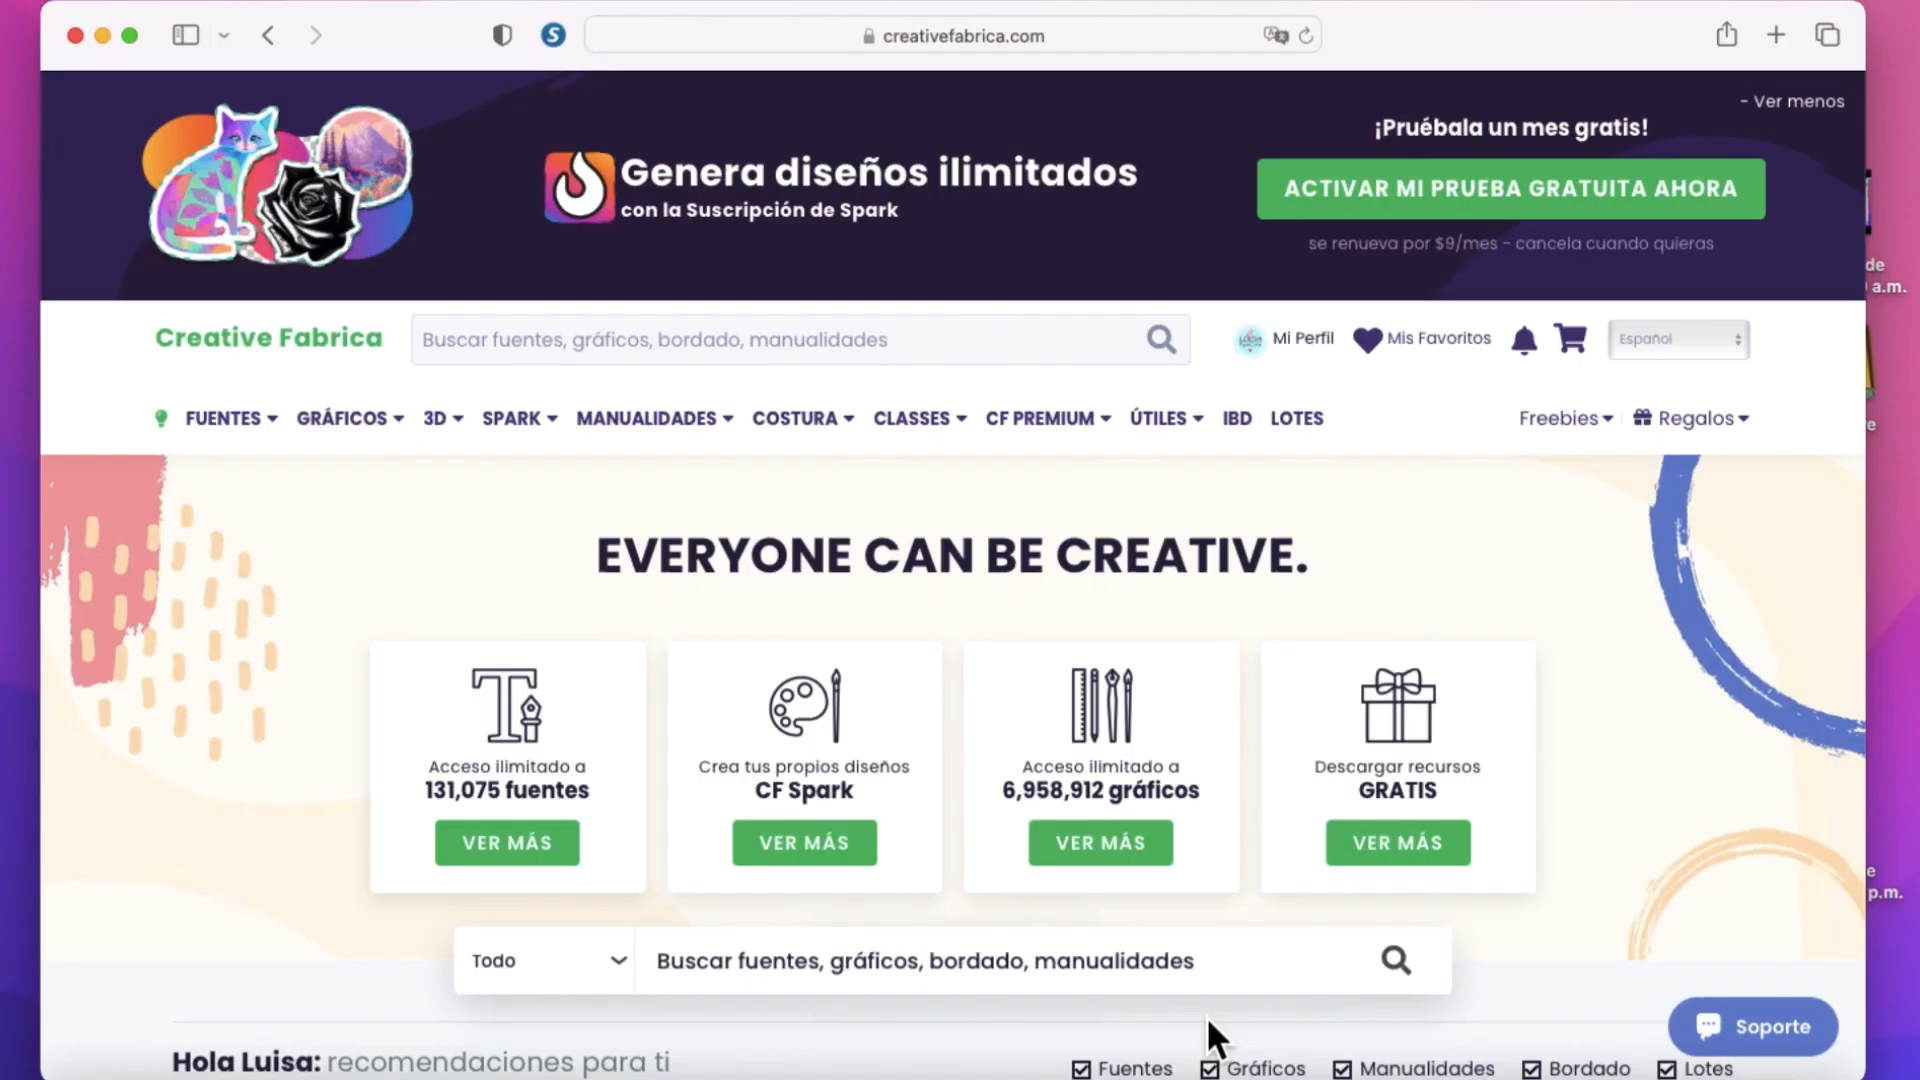 creativefabrica.com
- Ver menos
¡Pruébala un mes gratis!
Genera diseños ilimitados
con la Suscripción de Spark
ACTIVAR MI PRUEBA GRATUITA AHORA
se renueva por $9/mes - cancela cuando quieras
de
a.m.
Creative Fabrica
Buscar fuentes, gráficos, bordado, manualidades
Mi Perfil
Mis Favoritos
Español
FUENTES GRÁFICOS 3D SPARK MANUALIDADES COSTURA CLASSES CF PREMIUM ÚTILES IBD LOTES Freebies Regalos
e
EVERYONE CAN BE CREATIVE.
Acceso ilimitado a
131,075 fuentes
VER MÁS
Crea tus propios diseños
CF Spark
VER MÁS
Acceso ilimitado a
6,958,912 gráficos
VER MÁS
Descargar recursos
GRATIS
VER MÁS
e
p.m.
Todo
Buscar fuentes, gráficos, bordado, manualidades
Soporte
Hola Luisa: recomendaciones para ti
Fuentes Gráficos Manualidades Bordado Lotes